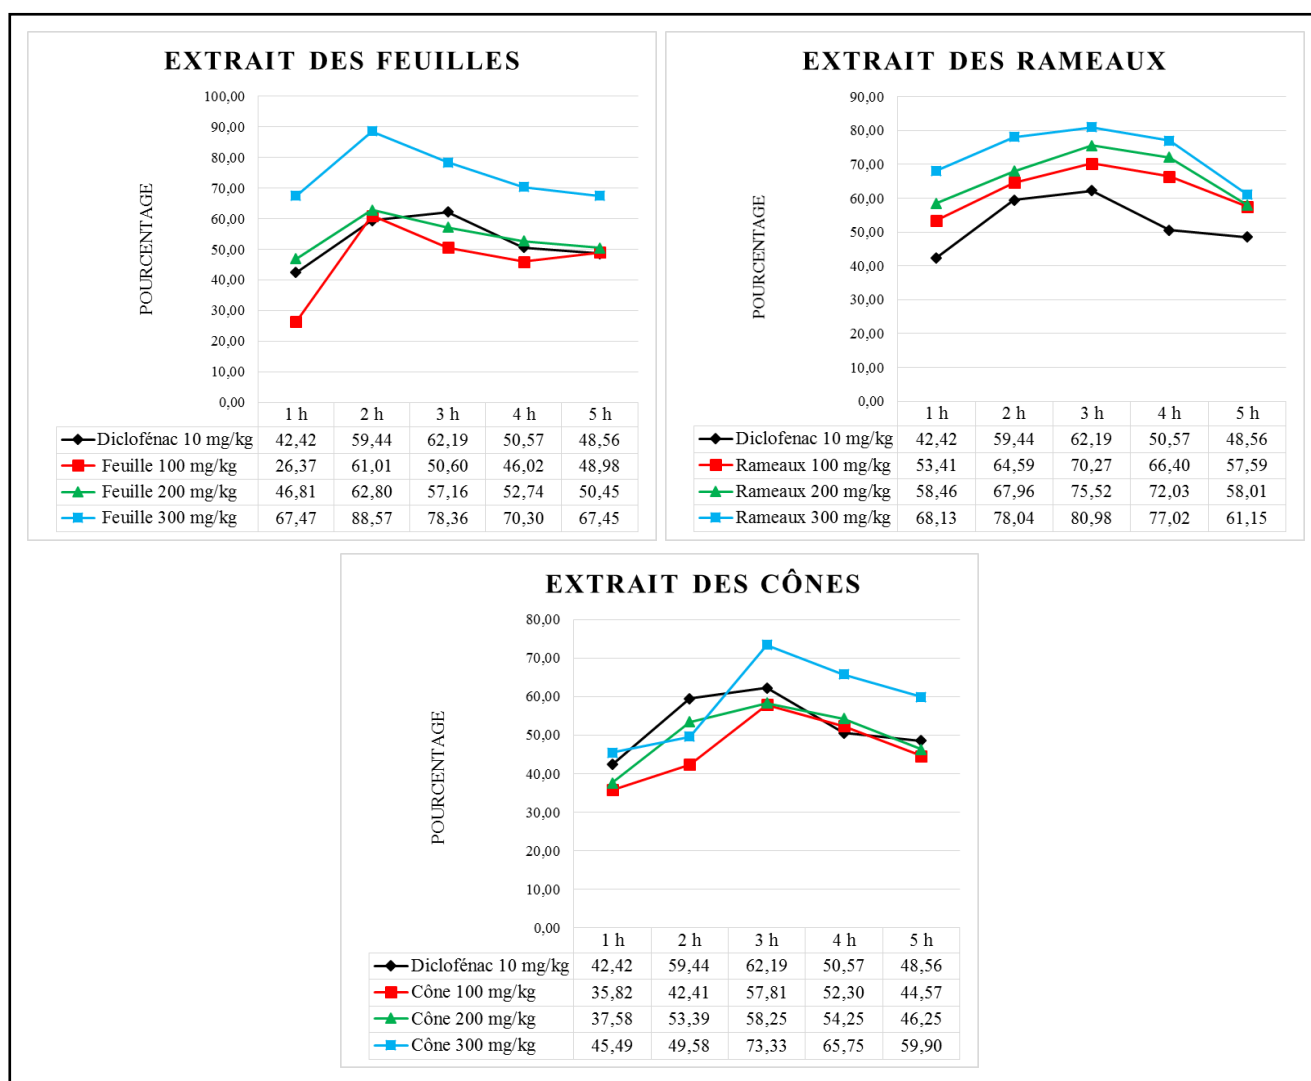 EXTRAIT DES FEUILLES
POURCENTAGE
100,00
90,00
80,00
70,00
60,00
50,00
40,00
30,00
20,00
10,00
0,00
1 h 2 h 3 h 4 h 5 h
Diclofénac 10 mg/kg 42,42 59,44 62,19 50,57 48,56
Feuille 100 mg/kg 26,37 61,01 50,60 46,02 48,98
Feuille 200 mg/kg 46,81 62,80 57,16 52,74 50,45
Feuille 300 mg/kg 67,47 88,57 78,36 70,30 67,45
EXTRAIT DES RAMEAUX
POURCENTAGE
90,00
80,00
70,00
60,00
50,00
40,00
30,00
20,00
10,00
0,00
1 h 2 h 3 h 4 h 5 h
Diclofenac 10 mg/kg 42,42 59,44 62,19 50,57 48,56
Rameaux 100 mg/kg 53,41 64,59 70,27 66,40 57,59
Rameaux 200 mg/kg 58,46 67,96 75,52 72,03 58,01
Rameaux 300 mg/kg 68,13 78,04 80,98 77,02 61,15
EXTRAIT DES CÔNES
POURCENTAGE
80,00
70,00
60,00
50,00
40,00
30,00
20,00
10,00
0,00
1 h 2 h 3 h 4 h 5 h
Diclofénac 10 mg/kg 42,42 59,44 62,19 50,57 48,56
Cône 100 mg/kg 35,82 42,41 57,81 52,30 44,57
Cône 200 mg/kg 37,58 53,39 58,25 54,25 46,25
Cône 300 mg/kg 45,49 49,58 73,33 65,75 59,90